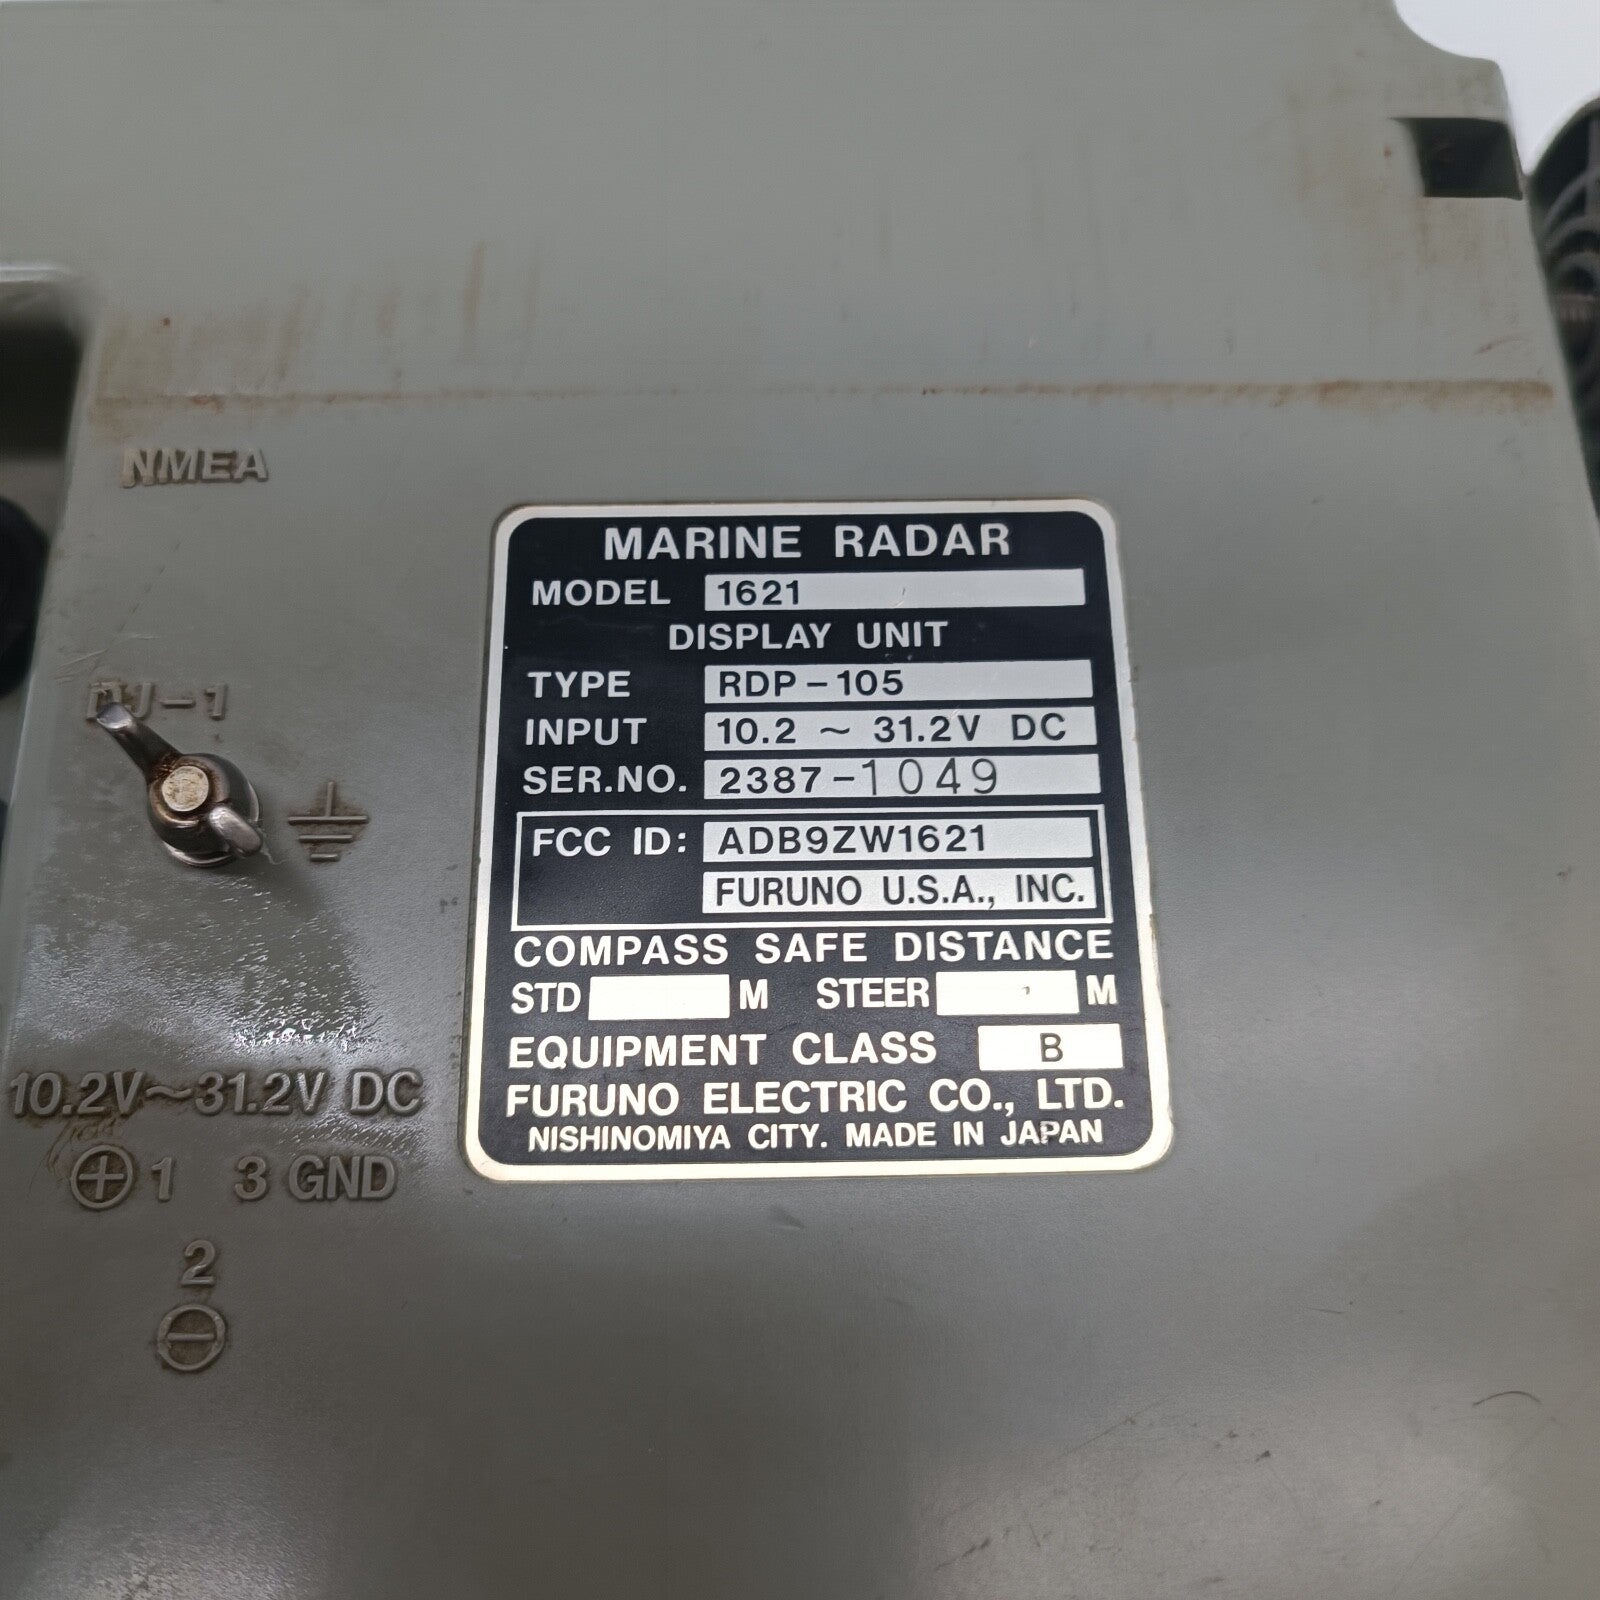 NMEA
MARINE RADAR
MODEL 1621
DISPLAY UNIT
TYPE RDP-105
INPUT 10.2 ~ 31.2V DC
SER.NO. 2387-1049
FCC ID: ADB9ZW1621
FURUNO U.S.A., INC.
COMPASS SAFE DISTANCE
STD M STEER M
EQUIPMENT CLASS B
FURUNO ELECTRIC CO., LTD.
NISHINOMIYA CITY. MADE IN JAPAN
10.2V~31.2V DC
⊕ 1 3 GND
2
⊖